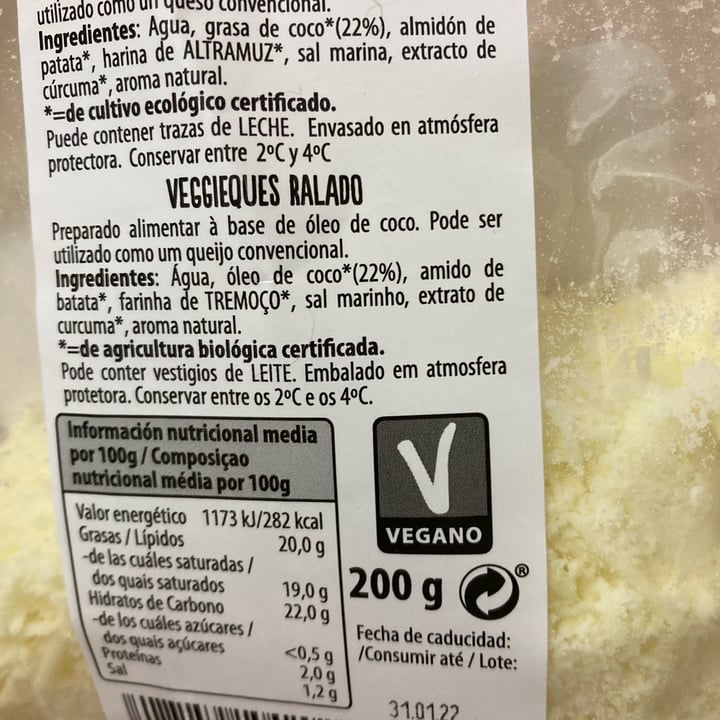 utilizado como un queso convencional.
Ingredientes: Agua, grasa de coco*(22%), almidón de
patata*, harina de ALTRAMUZ*, sal marina, extracto de
cúrcuma*, aroma natural.
*=de cultivo ecológico certificado.
Puede contener trazas de LECHE. Envasado en atmósfera
protectora. Conservar entre 2ºC y 4ºC
VEGGIEQUES RALADO
Preparado alimentar à base de óleo de coco. Pode ser
utilizado como um queijo convencional.
Ingredientes: Água, óleo de coco*(22%), amido de
batata*, farinha de TREMOÇO*, sal marinho, extrato de
curcuma*, aroma natural.
*=de agricultura biológica certificada.
Pode conter vestigios de LEITE. Embalado em atmosfera
protetora. Conservar entre os 2ºC e os 4ºC.
Información nutricional media
por 100g / Composiçao
nutricional média por 100g
Valor energético 1173 kJ/282 kcal
Grasas / Lípidos 20,0 g
-de las cuáles saturadas /
dos quais saturados 19,0 g
Hidratos de Carbono 22,0 g
-de los cuáles azúcares /
dos quais açúcares <0,5 g
Proteínas 2,0 g
Sal 1,2 g
V
VEGANO
200 g ®
Fecha de caducidad:
/Consumir até / Lote:
31.01.22